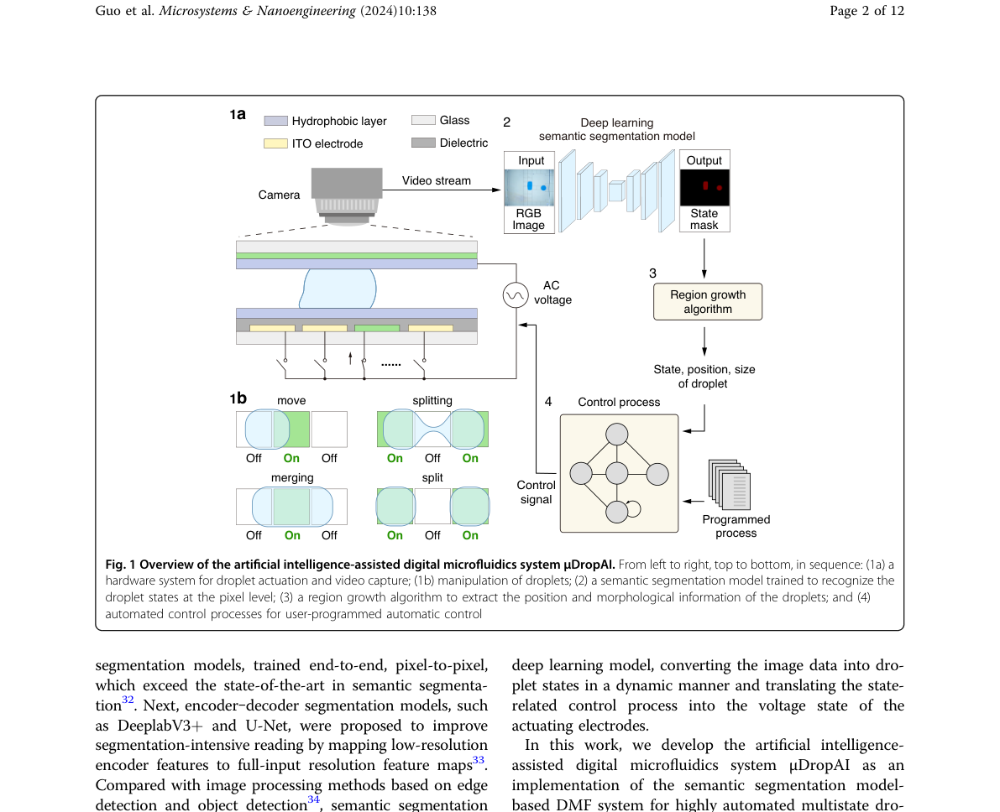 Guo et al. Microsystems & Nanoengineering (2024)10:138
Page 2 of 12
1a
Hydrophobic layer
Glass
ITO electrode
Dielectric
Camera
Video stream
2
Deep learning
semantic segmentation model
Input
RGB
Image
Output
State
mask
AC
voltage
3
Region growth
algorithm
State, position, size
of droplet
1b
move
Off
On
Off
splitting
On
Off
On
merging
Off
On
Off
split
On
Off
On
4
Control process
Control
signal
Programmed
process
Fig. 1 Overview of the artificial intelligence-assisted digital microfluidics system μDropAI. From left to right, top to bottom, in sequence: (1a) a
hardware system for droplet actuation and video capture; (1b) manipulation of droplets; (2) a semantic segmentation model trained to recognize the
droplet states at the pixel level; (3) a region growth algorithm to extract the position and morphological information of the droplets; and (4)
automated control processes for user-programmed automatic control
segmentation models, trained end-to-end, pixel-to-pixel,
which exceed the state-of-the-art in semantic segmenta-
tion32. Next, encoder–decoder segmentation models, such
as DeeplabV3+ and U-Net, were proposed to improve
segmentation-intensive reading by mapping low-resolution
encoder features to full-input resolution feature maps33.
Compared with image processing methods based on edge
detection and object detection34, semantic segmentation
deep learning model, converting the image data into dro-
plet states in a dynamic manner and translating the state-
related control process into the voltage state of the
actuating electrodes.
In this work, we develop the artificial intelligence-
assisted digital microfluidics system μDropAI as an
implementation of the semantic segmentation model-
based DMF system for highly automated multistate dro-